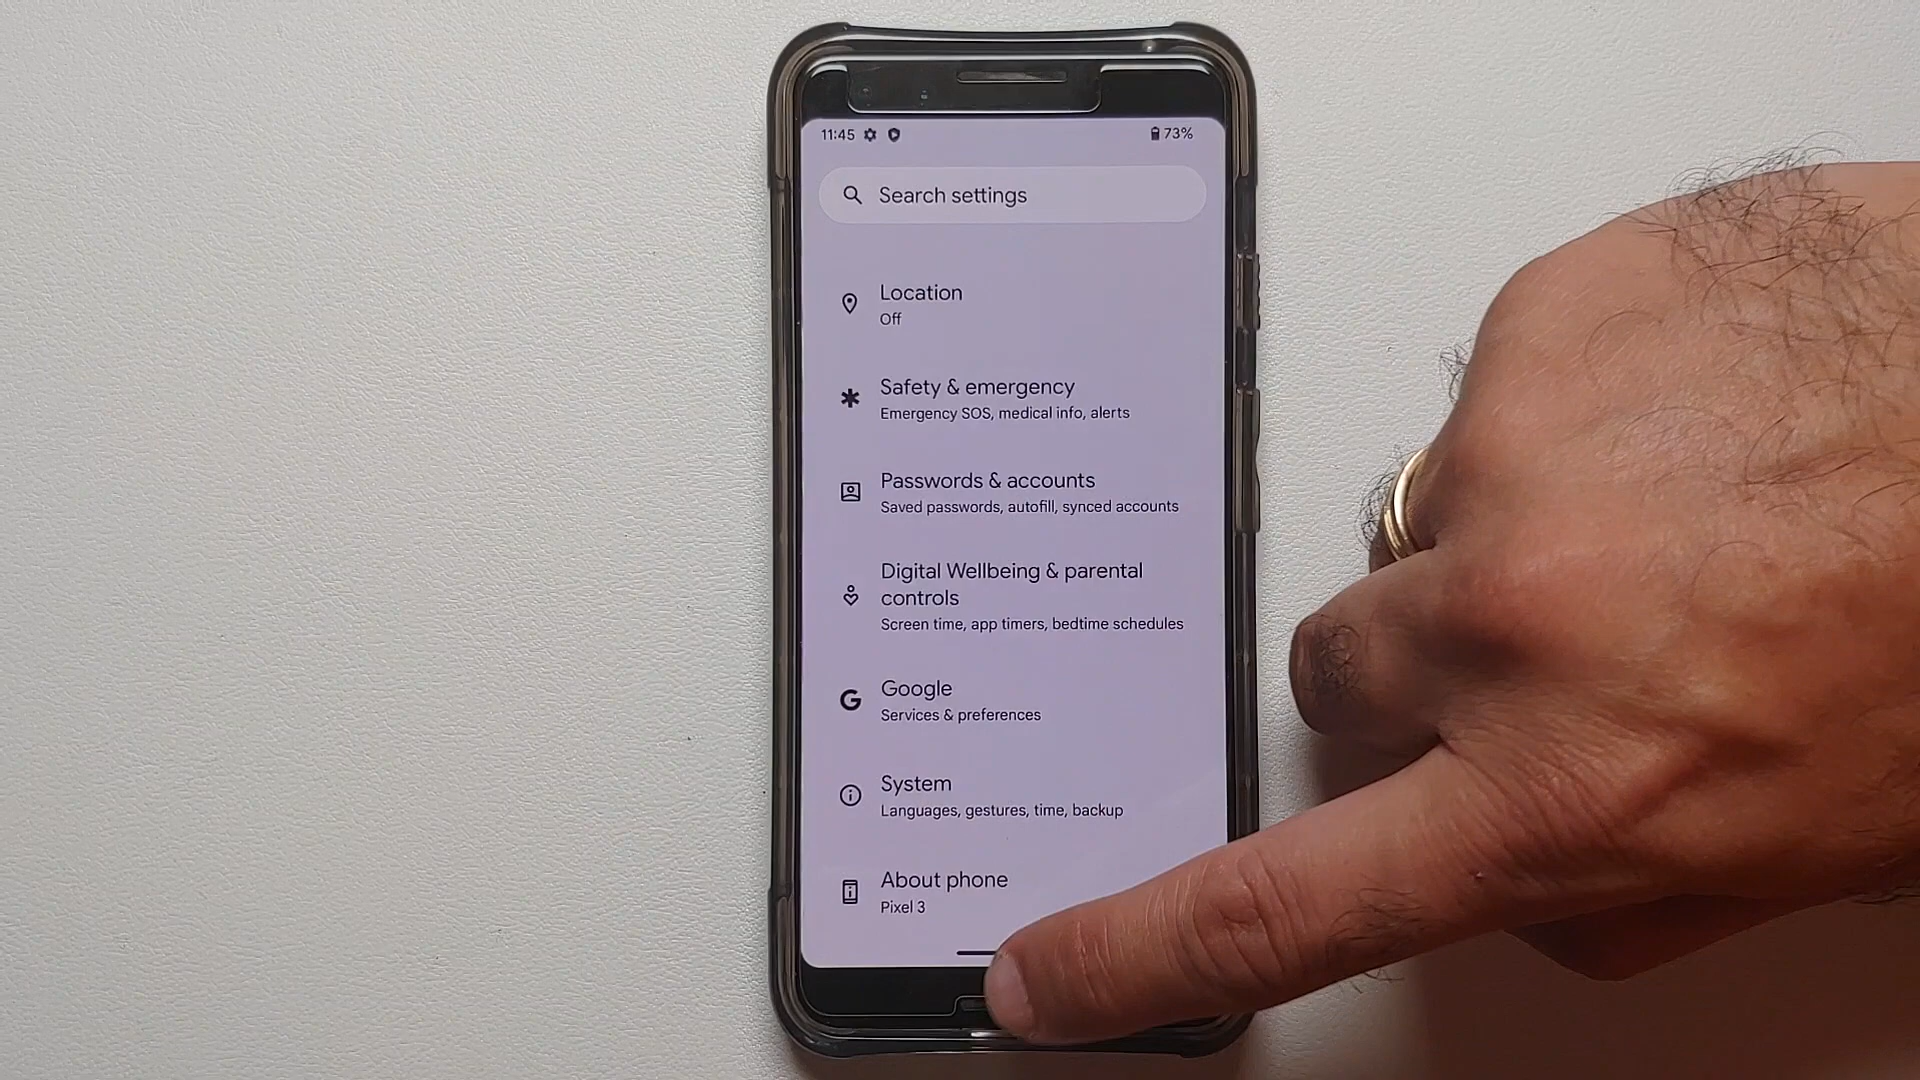 11:45
73%
Search settings
Location
Off
Safety & emergency
Emergency SOS, medical info, alerts
Passwords & accounts
Saved passwords, autofill, synced accounts
Digital Wellbeing & parental
controls
Screen time, app timers, bedtime schedules
Google
Services & preferences
System
Languages, gestures, time, backup
About phone
Pixel 3